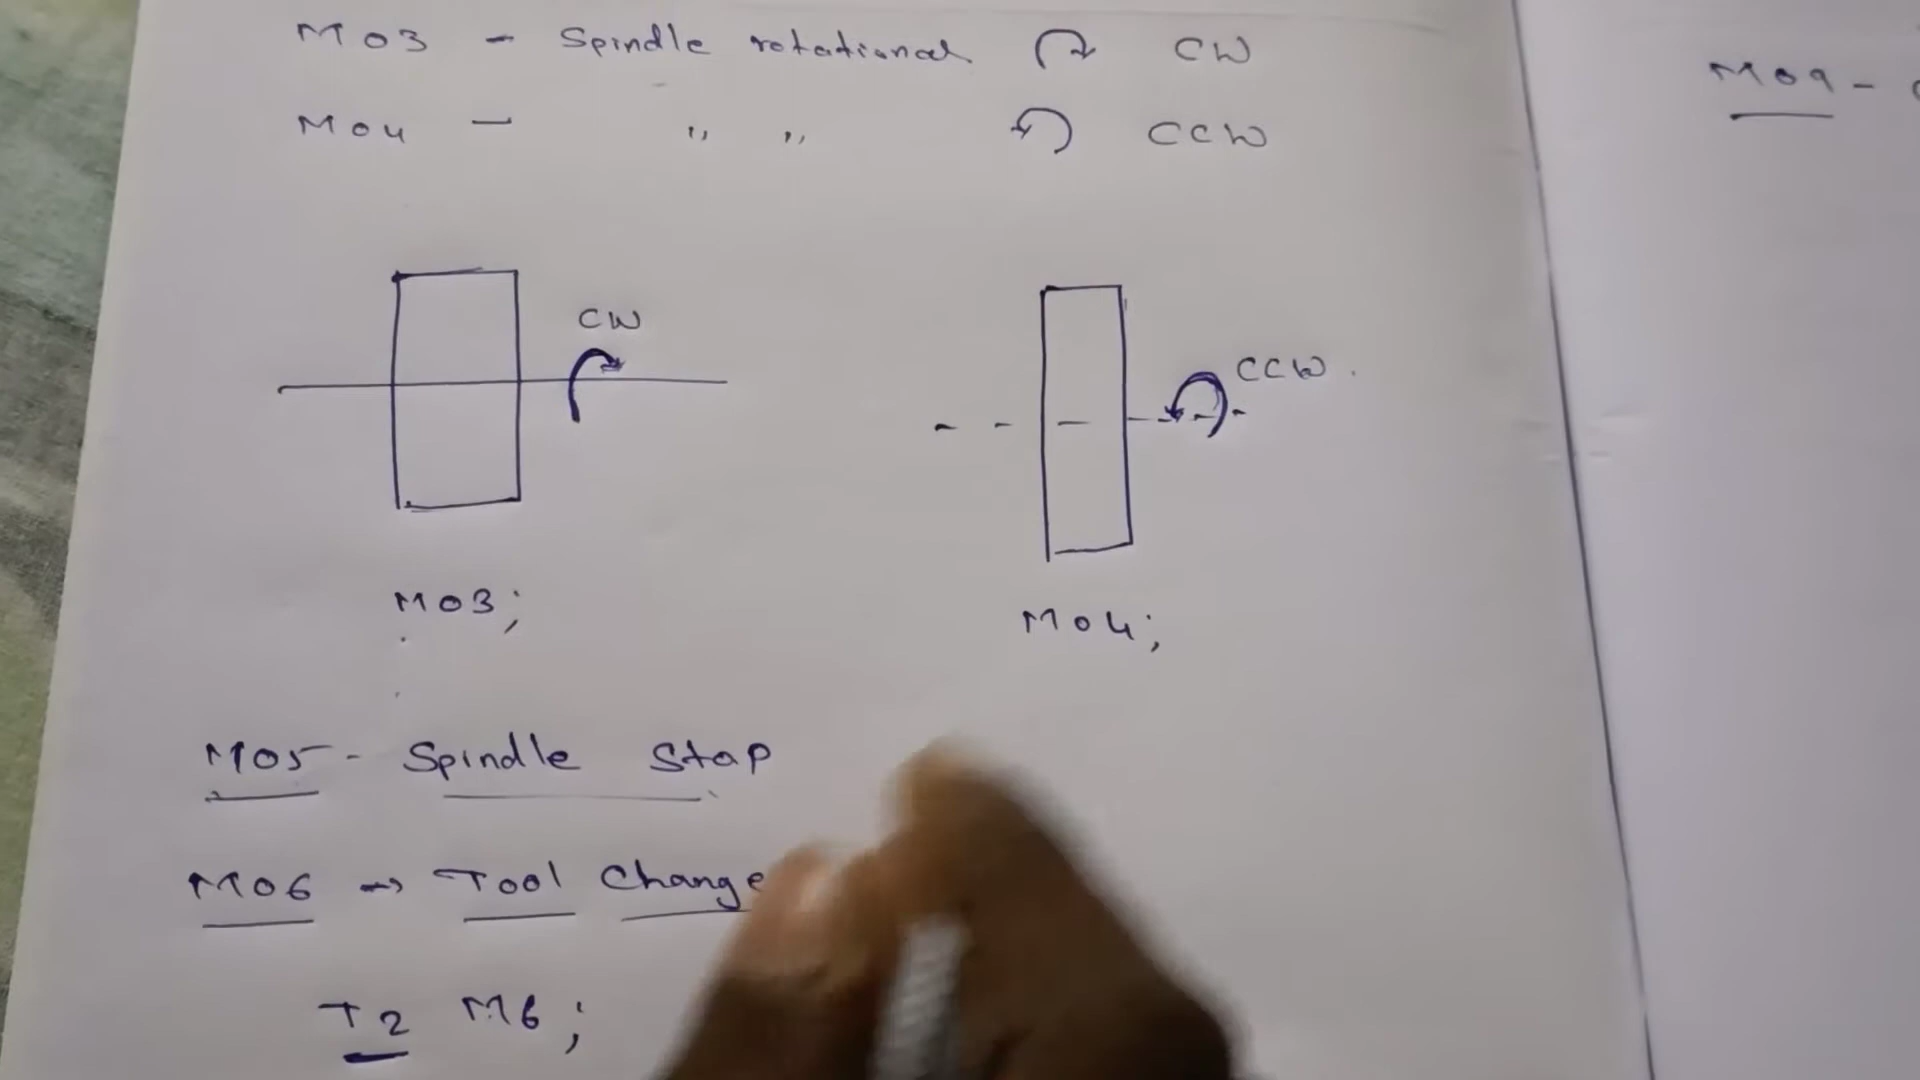 M03 - Spindle rotational CW
M04 - " " CCW
CW
CCW
M03;
M04;
M05 - Spindle Stop
M06 → Tool Change
T2 M6;
M09 -